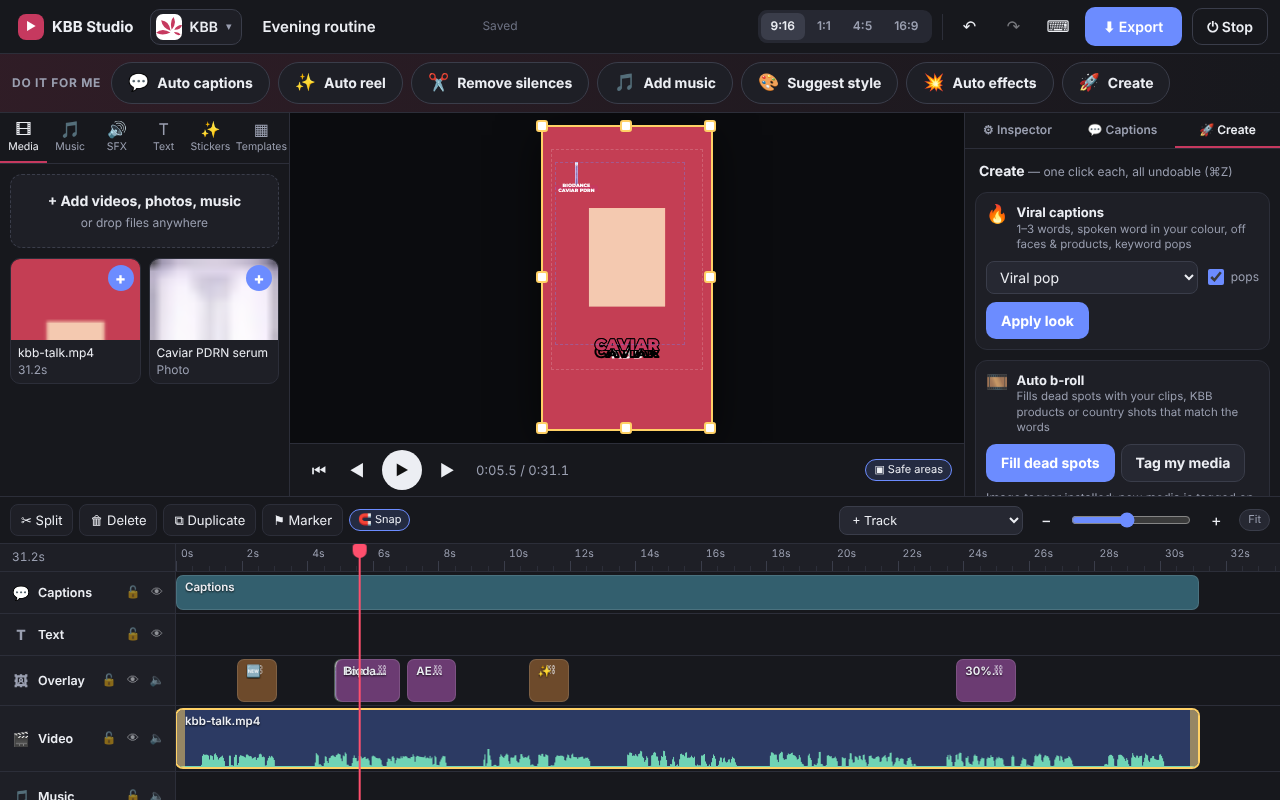 KBB Studio
KBB
Evening routine
Saved
9:16 1:1 4:5 16:9
Export
Stop
DO IT FOR ME
Auto captions
Auto reel
Remove silences
Add music
Suggest style
Auto effects
Create
Media
Music
SFX
Text
Stickers
Templates
+ Add videos, photos, music
or drop files anywhere
kbb-talk.mp4
31.2s
Caviar PDRN serum
Photo
BIODANCE
CAVIAR PDRN
CAVIAR
0:05.5 / 0:31.1
Safe areas
Inspector
Captions
Create
Create — one click each, all undoable (⌘Z)
Viral captions
1–3 words, spoken word in your colour, off
faces & products, keyword pops
Viral pop
pops
Apply look
Auto b-roll
Fills dead spots with your clips, KBB
products or country shots that match the
words
Fill dead spots
Tag my media
Split
Delete
Duplicate
Marker
Snap
+ Track
− + Fit
31.2s
0s 2s 4s 6s 8s 10s 12s 14s 16s 18s 20s 22s 24s 26s 28s 30s 32s
Captions
Captions
Text
Overlay
AE
30%
Video
kbb-talk.mp4
Music